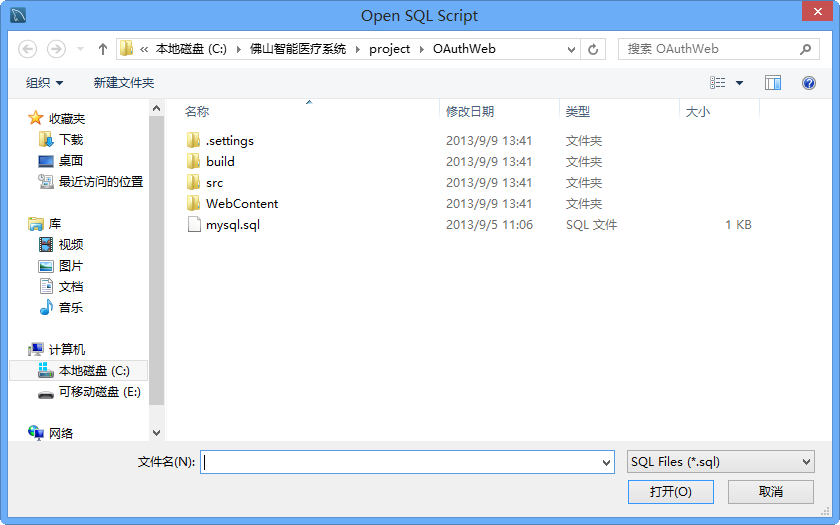 Open SQL Script
« 本地磁盘 (C:) 佛山智能医疗系统 project OAuthWeb 搜索 OAuthWeb
组织 新建文件夹
名称 修改日期 类型 大小
收藏夹
下载
桌面
最近访问的位置
库
视频
图片
文档
音乐
计算机
本地磁盘 (C:)
可移动磁盘 (E:)
网络
.settings 2013/9/9 13:41 文件夹
build 2013/9/9 13:41 文件夹
src 2013/9/9 13:41 文件夹
WebContent 2013/9/9 13:41 文件夹
mysql.sql 2013/9/5 11:06 SQL 文件 1 KB
文件名(N): SQL Files (*.sql)
打开(O) 取消